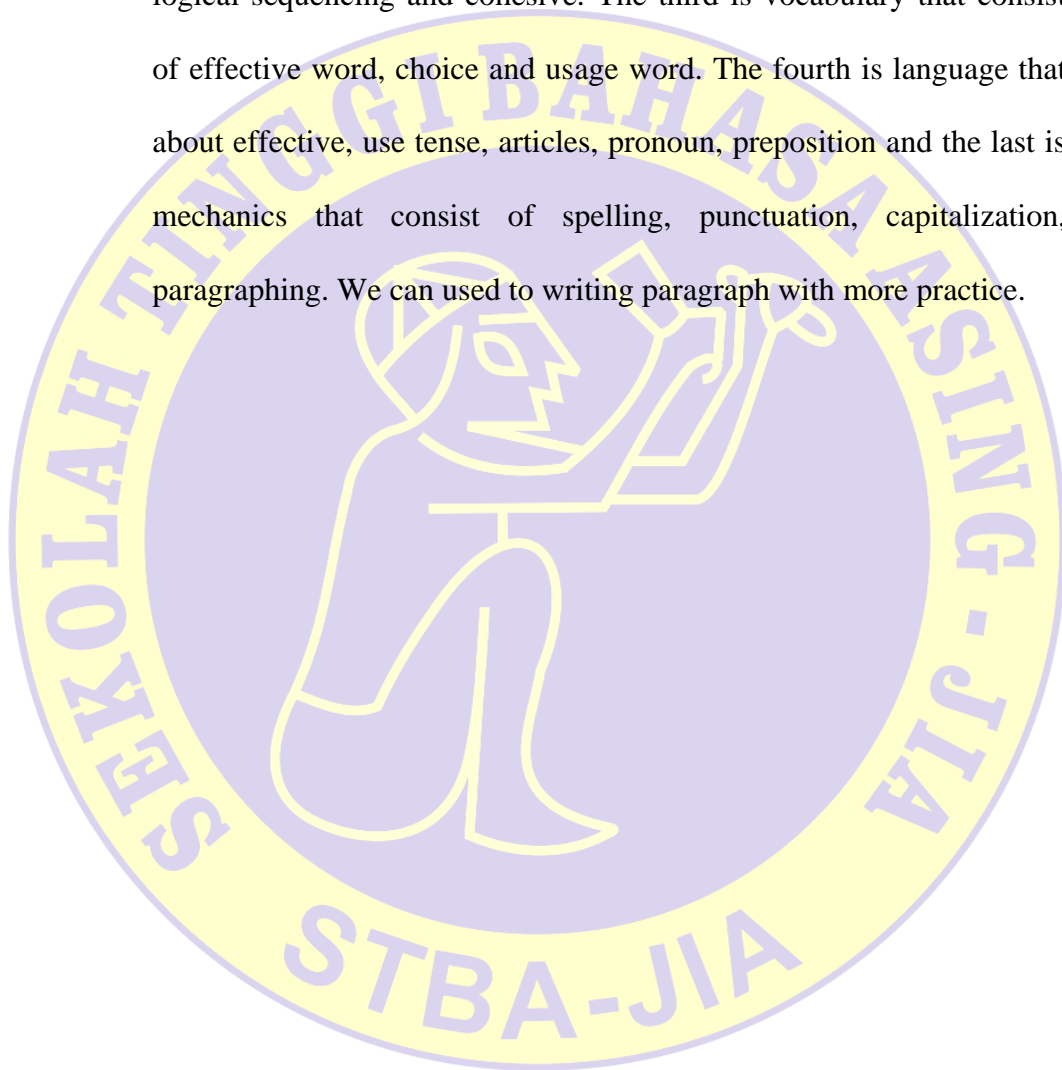 logical sequencing and cohesive. The third is vocabulary that consist
of effective word, choice and usage word. The fourth is language that
about effective, use tense, articles, pronoun, preposition and the last is
mechanics that consist of spelling, punctuation, capitalization,
paragraphing. We can used to writing paragraph with more practice.
SEKOLAH TINGGI BAHASA ASING - JIA
STBA-JIA